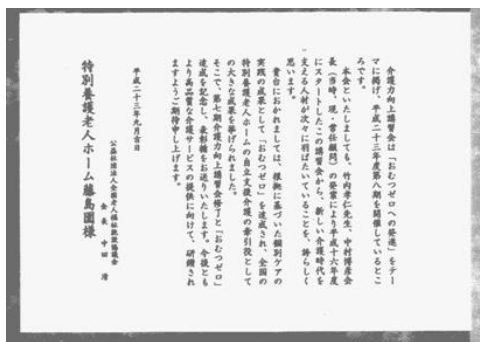 介護力向上講習会は「おむつゼロへの発進」をテー
マに掲げ、平成二十三年度第八期を開催しているとこ
ろです。
本会といたしましても、竹内孝仁先生、中村博彦会
長（当時、現・常任顧問）の発案により平成十六年度
にスタートしたこの講習会から、新しい介護時代を
支える人材が次々に羽ばたいていることを、誇らしく
思います。
貴台におかれましては、根拠に基づいた個別ケアの
実践の成果として「おむつゼロ」を達成され、全国の
特別養護老人ホームの自立支援介護の牽引役として
の大きな成果を挙げられました。
そこで、第七期介護力向上講習会修了と「おむつゼロ」
達成を記念し、表彰楯をお送りいたします。今後とも
より高品質な介護サービスの提供に向けて、研鑽され
ますようご期待申し上げます。
平成二十三年九月吉日
公益社団法人全国老人福祉施設協議会
会長 中田 清
特別養護老人ホーム藤島園様